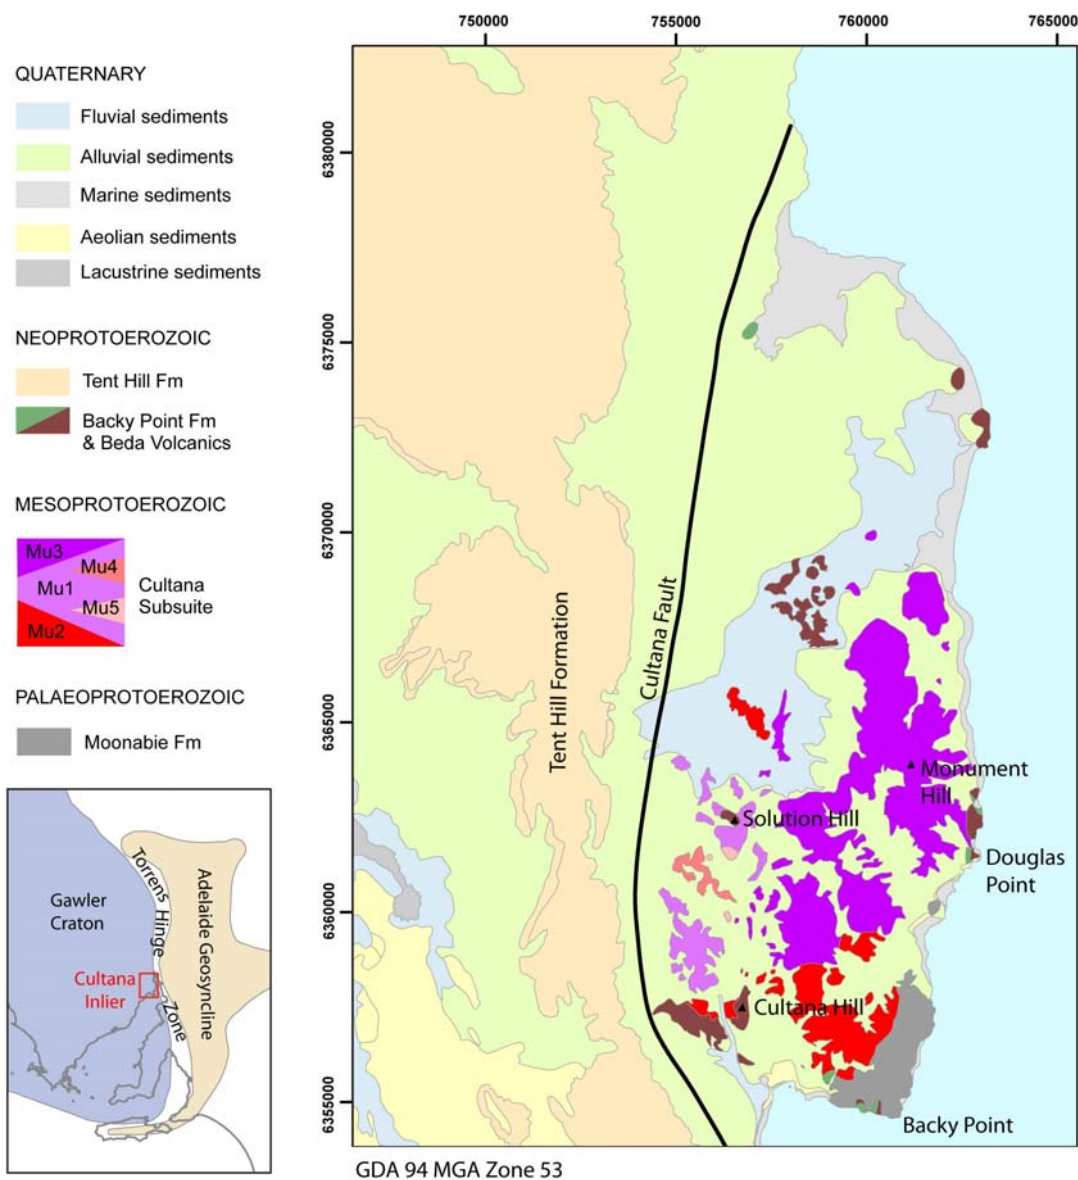 750000
755000
760000
765000
QUATERNARY
Fluvial sediments
Alluvial sediments
Marine sediments
Aeolian sediments
Lacustrine sediments
NEOPROTOEROZOIC
Tent Hill Fm
Backy Point Fm
& Beda Volcanics
MESOPROTOEROZOIC
Mu3
Mu4
Mu1
Mu5
Mu2
Cultana
Subsuite
PALAEOPROTOEROZOIC
Moonabie Fm
Gawler
Craton
Torrens Hinge Zone
Adelaide Geosyncline
Cultana
Inlier
6380000
6375000
6370000
6365000
6360000
6355000
Tent Hill Formation
Cultana Fault
Monument
Hill
Solution Hill
Douglas
Point
Cultana Hill
Backy Point
GDA 94 MGA Zone 53